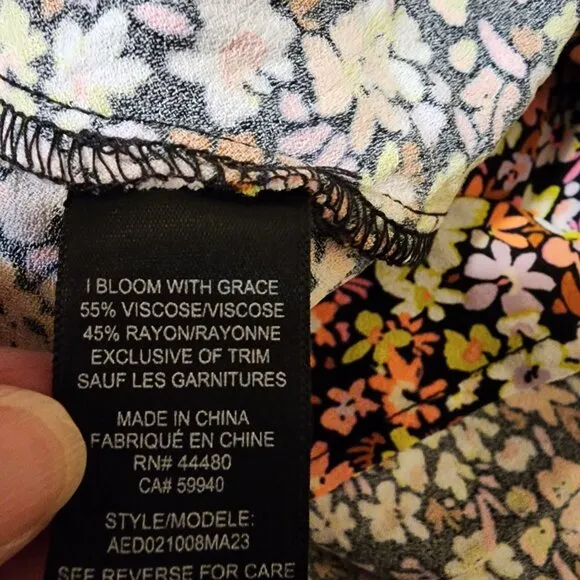 I BLOOM WITH GRACE
55% VISCOSE/VISCOSE
45% RAYON/RAYONNE
EXCLUSIVE OF TRIM
SAUF LES GARNITURES
MADE IN CHINA
FABRIQUÉ EN CHINE
RN# 44480
CA# 59940
STYLE/MODELE:
AED021008MA23
SEE REVERSE FOR CARE